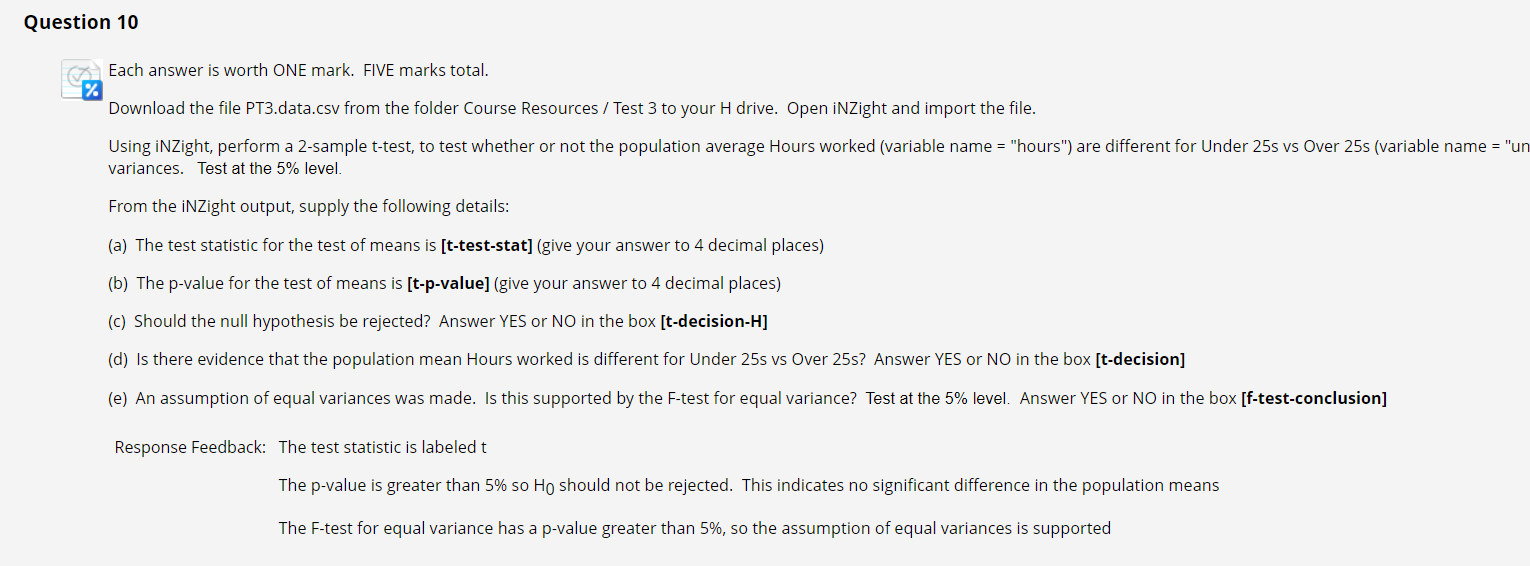 Question 10
Each answer is worth ONE mark. FIVE marks total.
Download the file PT3.data.csv from the folder Course Resources / Test 3 to your H drive. Open iNZight and import the file.
Using iNZight, perform a 2-sample t-test, to test whether or not the population average Hours worked (variable name = "hours") are different for Under 25s vs Over 25s (variable name = "un
variances. Test at the 5% level.
From the iNZight output, supply the following details:
(a) The test statistic for the test of means is [t-test-stat] (give your answer to 4 decimal places)
(b) The p-value for the test of means is [t-p-value] (give your answer to 4 decimal places)
(c) Should the null hypothesis be rejected? Answer YES or NO in the box [t-decision-H]
(d) Is there evidence that the population mean Hours worked is different for Under 25s vs Over 25s? Answer YES or NO in the box [t-decision]
(e) An assumption of equal variances was made. Is this supported by the F-test for equal variance? Test at the 5% level. Answer YES or NO in the box [f-test-conclusion]
Response Feedback: The test statistic is labeled t
The p-value is greater than 5% so H0 should not be rejected. This indicates no significant difference in the population means
The F-test for equal variance has a p-value greater than 5%, so the assumption of equal variances is supported